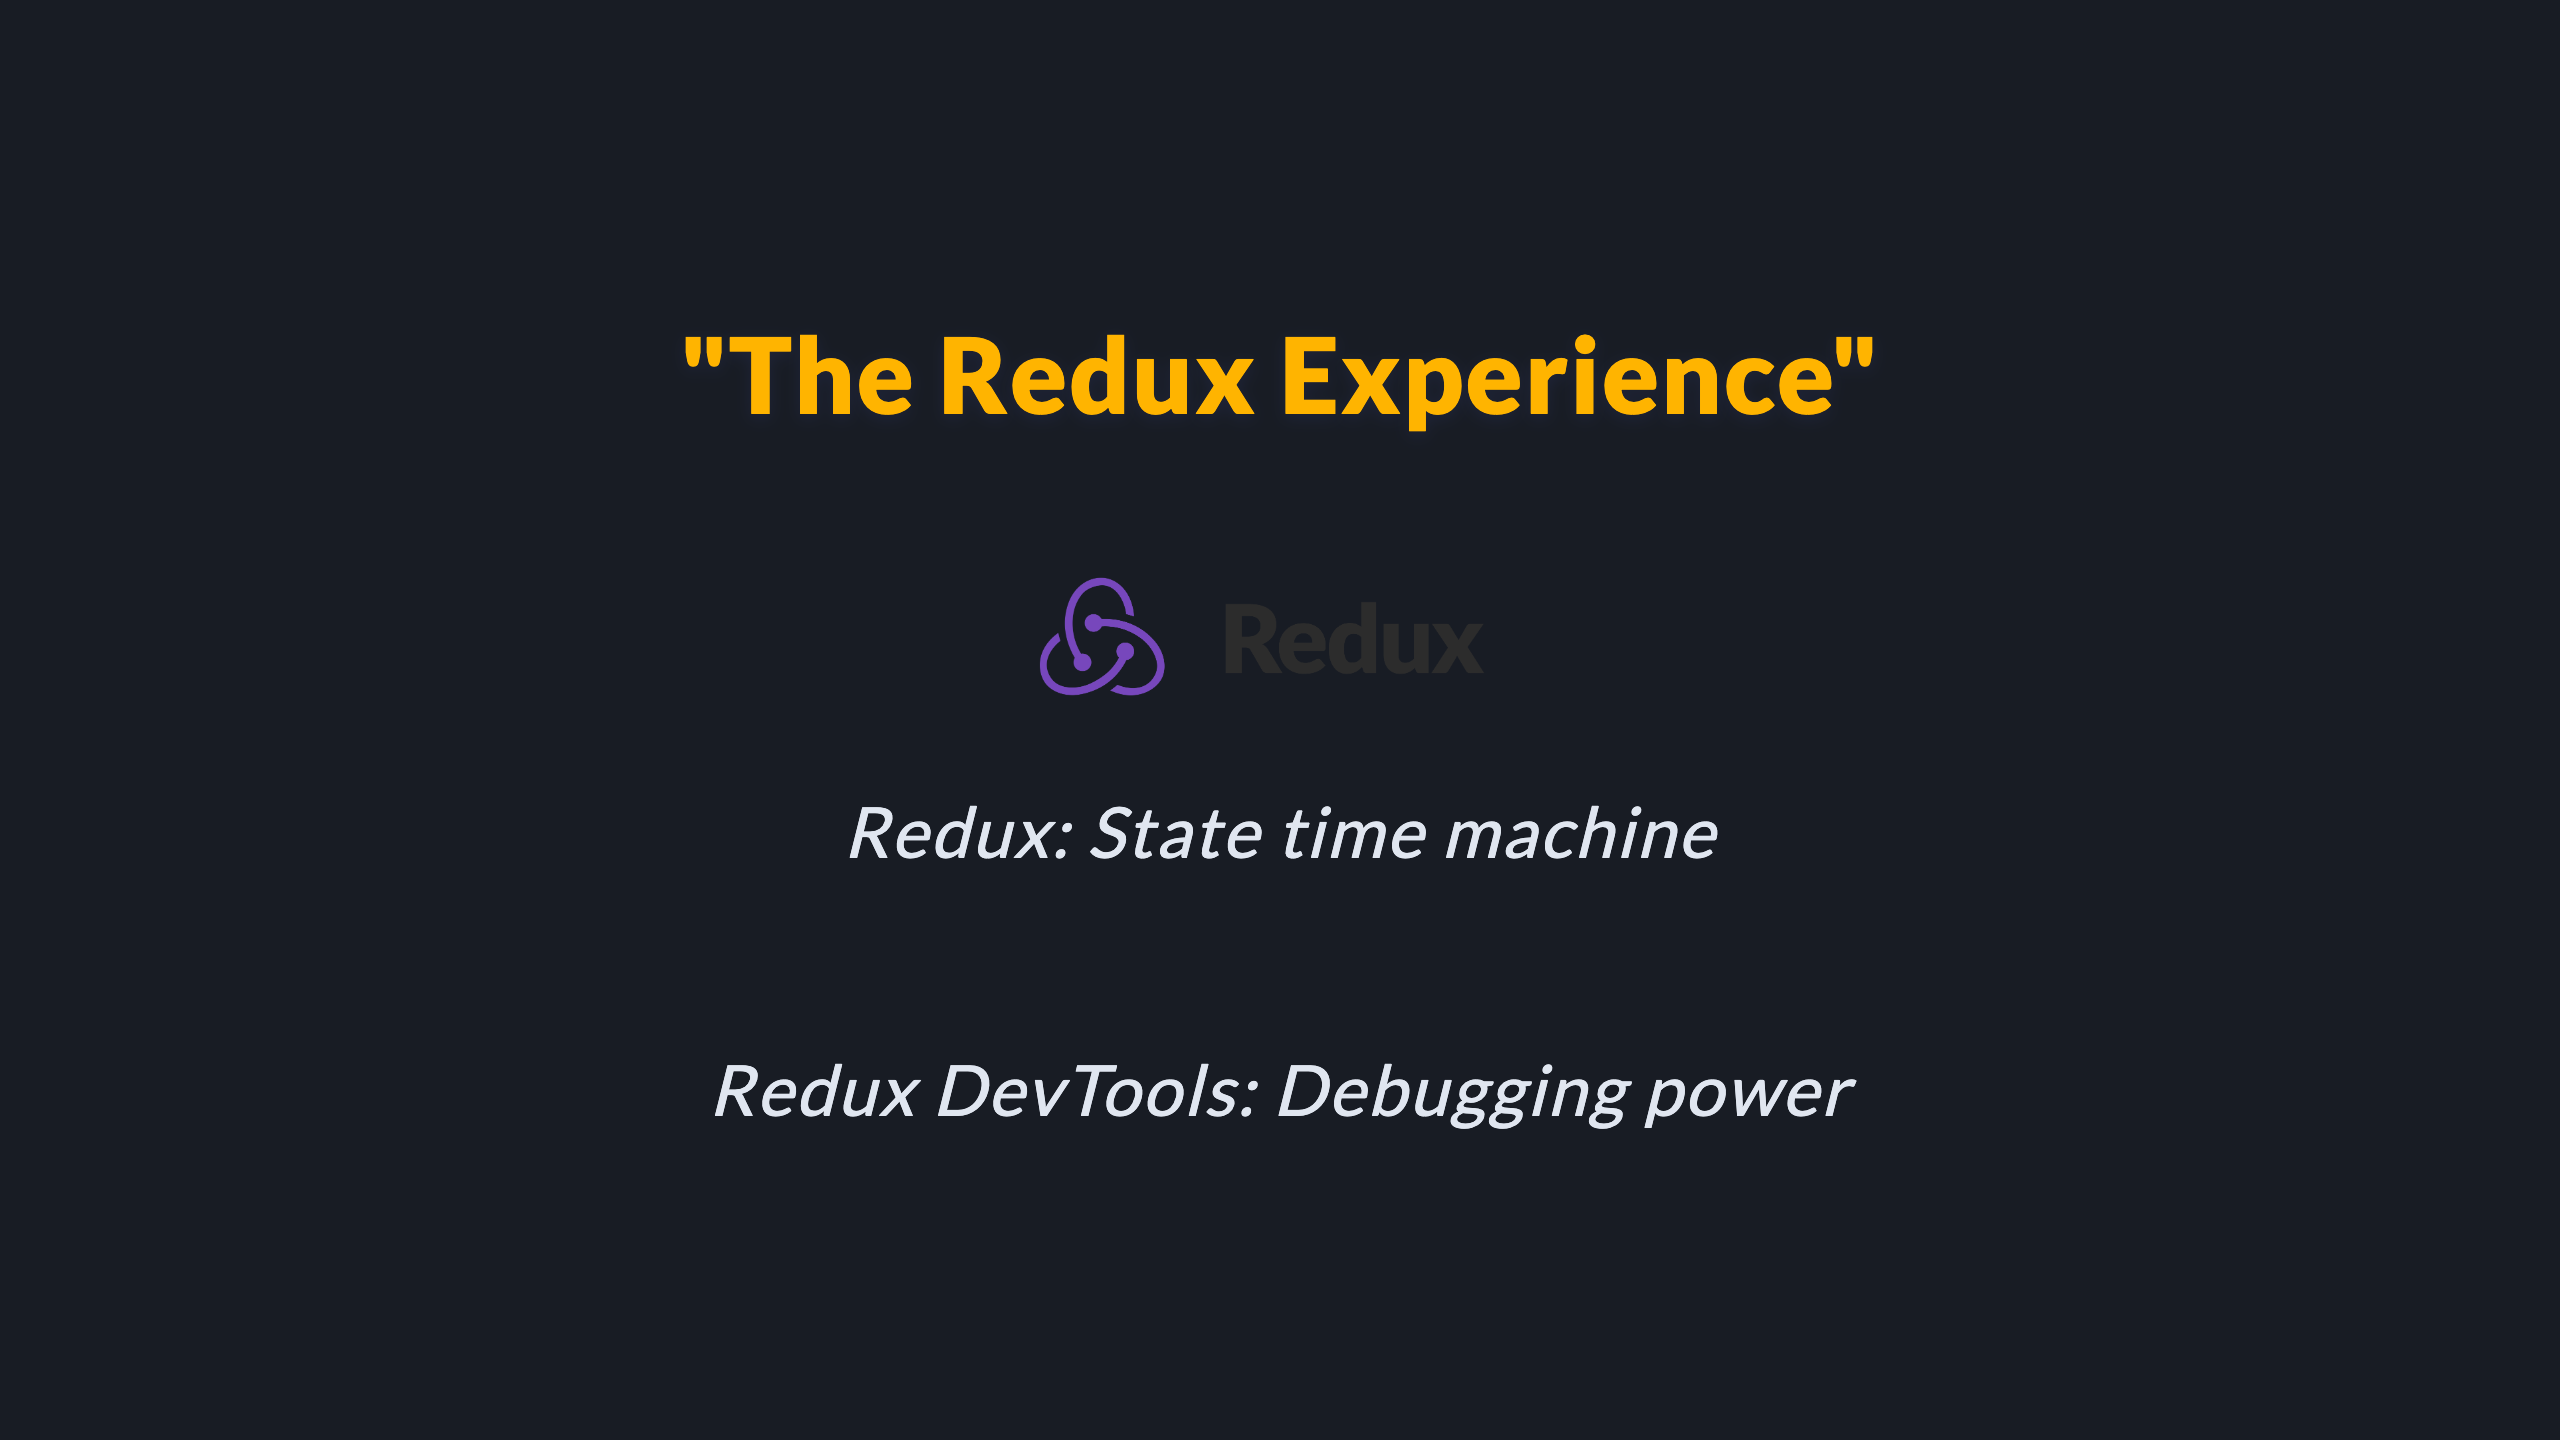 "The Redux Experience"
Redux
Redux: State time machine
Redux DevTools: Debugging power